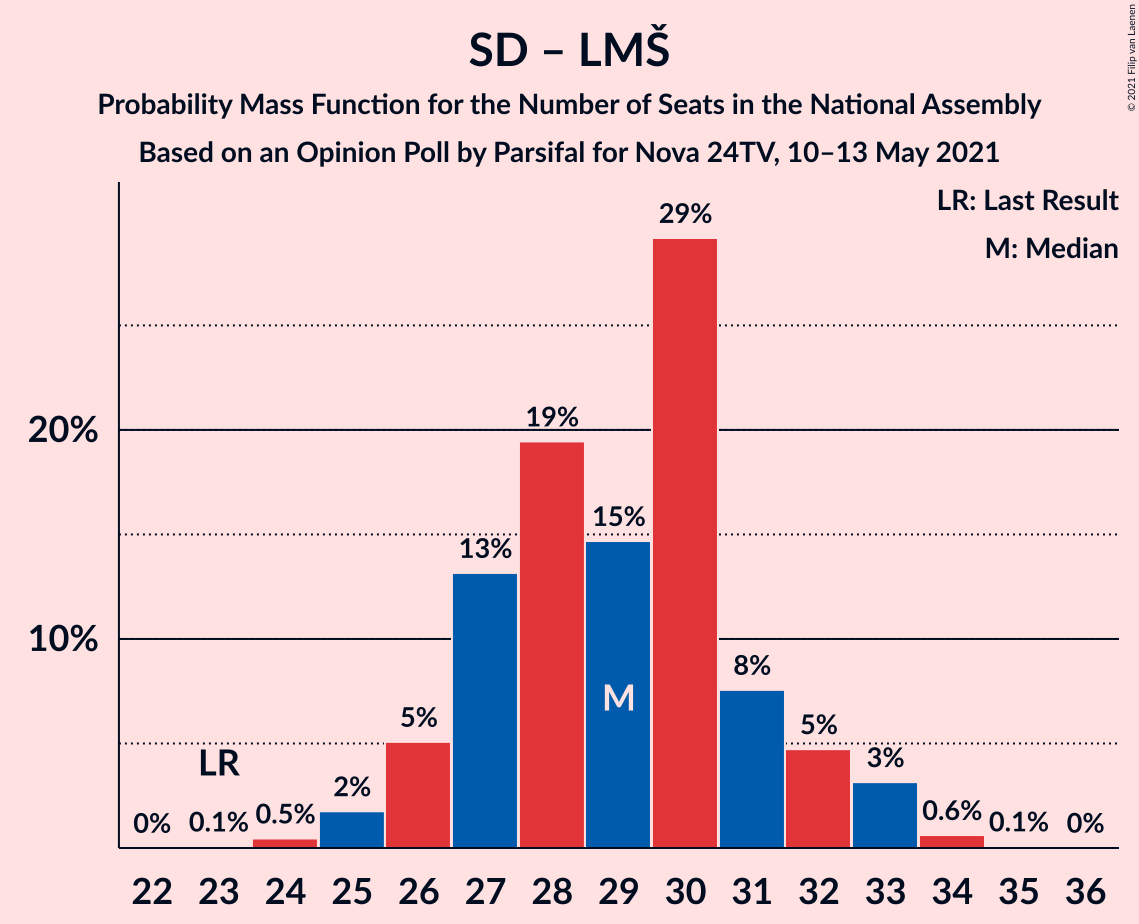 SD – LMŠ
Probability Mass Function for the Number of Seats in the National Assembly
Based on an Opinion Poll by Parsifal for Nova 24TV, 10–13 May 2021
© 2021 Filip van Laenen
LR: Last Result
M: Median
20%
10%
0%
0.1%
LR
0.5%
2%
5%
13%
19%
15%
M
29%
8%
5%
3%
0.6%
0.1%
0%
22 23 24 25 26 27 28 29 30 31 32 33 34 35 36